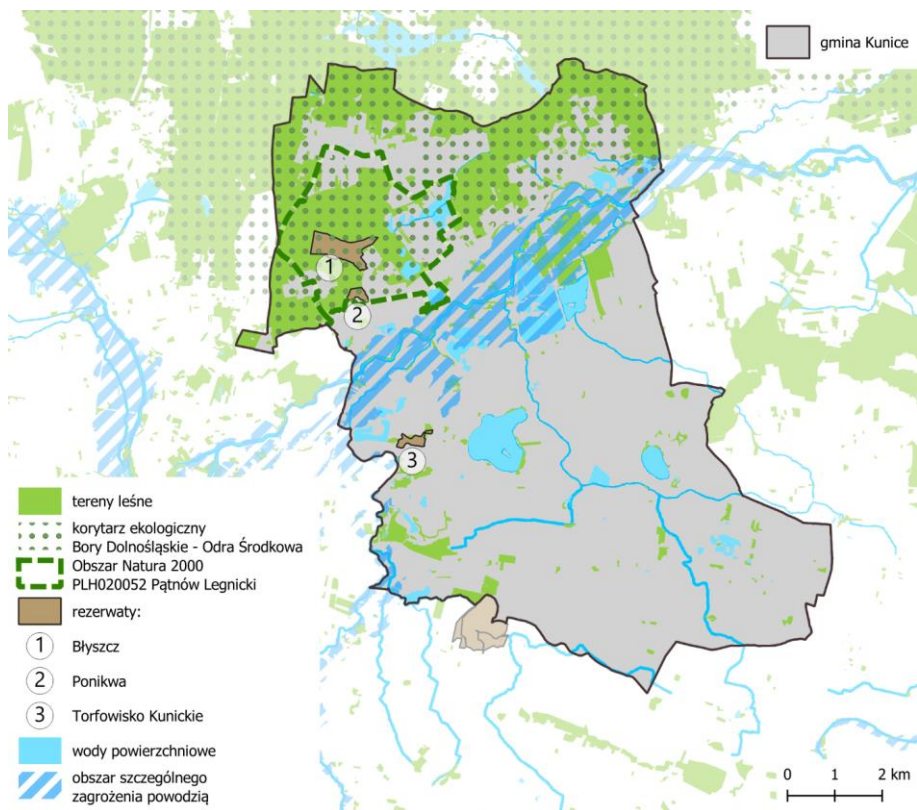 gmina Kunice
1
2
3
tereny leśne
korytarz ekologiczny
Bory Dolnośląskie - Odra Środkowa
Obszar Natura 2000
PLH020052 Pątnów Legnicki
rezerwaty:
1 Błyszcz
2 Ponikwa
3 Torfowisko Kunickie
wody powierzchniowe
obszar szczególnego
zagrożenia powodzią
0 1 2 km